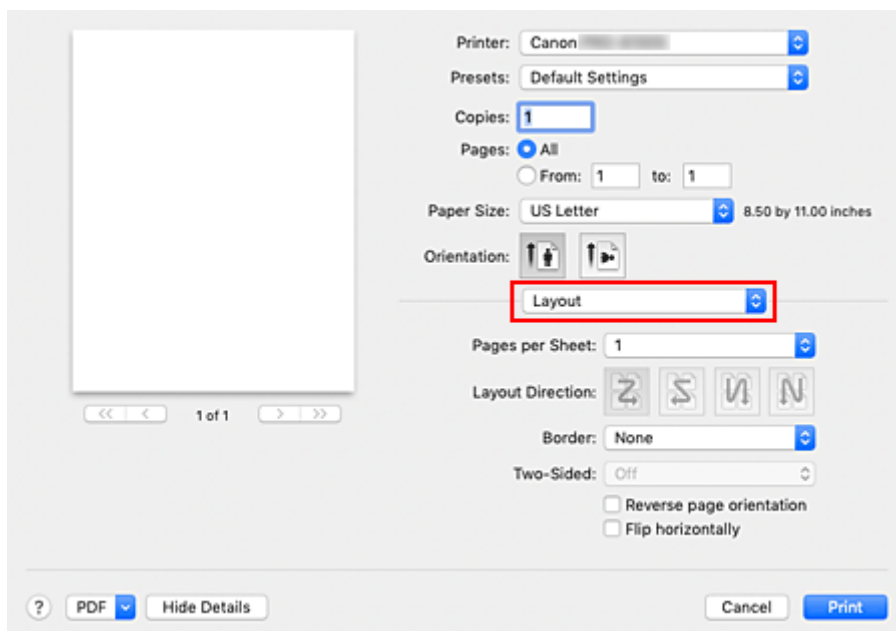 Printer: Canon
Presets: Default Settings
Copies: 1
Pages: All
From: 1 to: 1
Paper Size: US Letter 8.50 by 11.00 inches
Orientation:
Layout
Pages per Sheet: 1
Layout Direction:
Border: None
Two-Sided: Off
Reverse page orientation
Flip horizontally
1 of 1
? PDF Hide Details Cancel Print